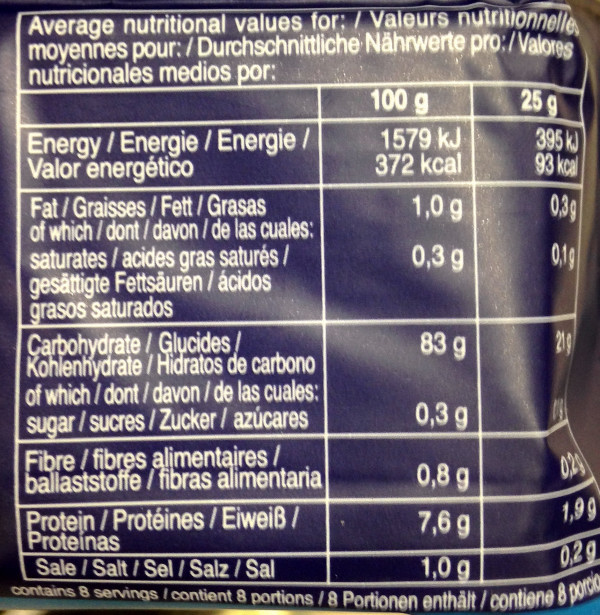 Average nutritional values for: / Valeurs nutritionnelles
moyennes pour: / Durchschnittliche Nährwerte pro: / Valores
nutricionales medios por:
100 g 25 g
Energy / Energie / Energie / 1579 kJ 395 kJ
Valor energético 372 kcal 93 kcal
Fat / Graisses / Fett / Grasas 1,0 g 0,3 g
of which / dont / davon / de las cuales:
saturates / acides gras saturés / 0,3 g 0,1 g
gesättigte Fettsäuren / ácidos
grasos saturados
Carbohydrate / Glucides / 83 g 21 g
Kohlenhydrate / Hidratos de carbono
of which / dont / davon / de las cuales:
sugar / sucres / Zucker / azúcares 0,3 g
Fibre / fibres alimentaires / 0,8 g 0,2 g
ballaststoffe / fibras alimentaria
Protein / Protéines / Eiweiß / 7,6 g 1,9 g
Proteínas
Sale / Salt / Sel / Salz / Sal 1,0 g 0,2 g
contains 8 servings / contient 8 portions / 8 Portionen enthält / contiene 8 porcio